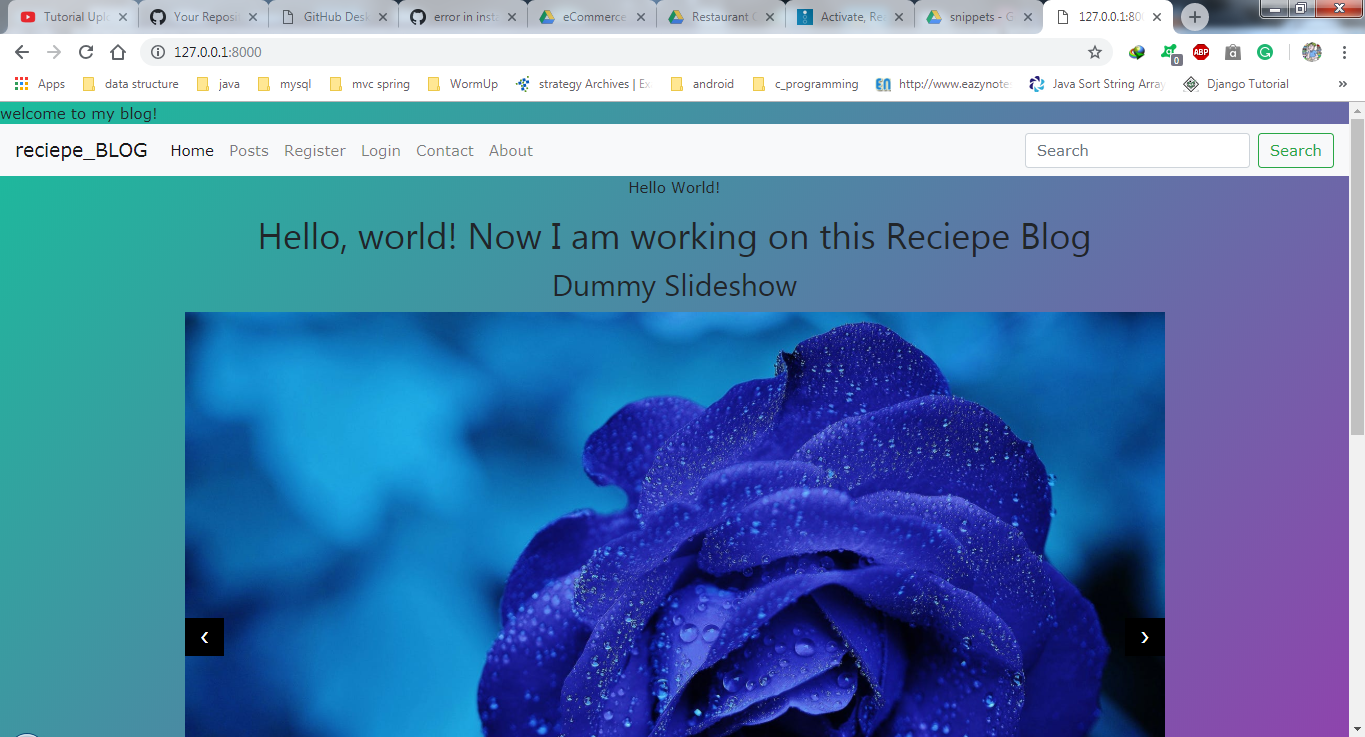 Tutorial Uplo
Your Reposi
GitHub Desk
error in insta
eCommerce
Restaurant
Activate, Re
snippets - G
127.0.0.1:80
127.0.0.1:8000
ABP
0
Apps
data structure
java
mysql
mvc spring
WormUp
strategy Archives | Ex
android
c_programming
http://www.eazynote
Java Sort String Array
Django Tutorial
»
welcome to my blog!
reciepe_BLOG
Home
Posts
Register
Login
Contact
About
Search
Search
Hello World!
Hello, world! Now I am working on this Reciepe Blog
Dummy Slideshow
‹
›